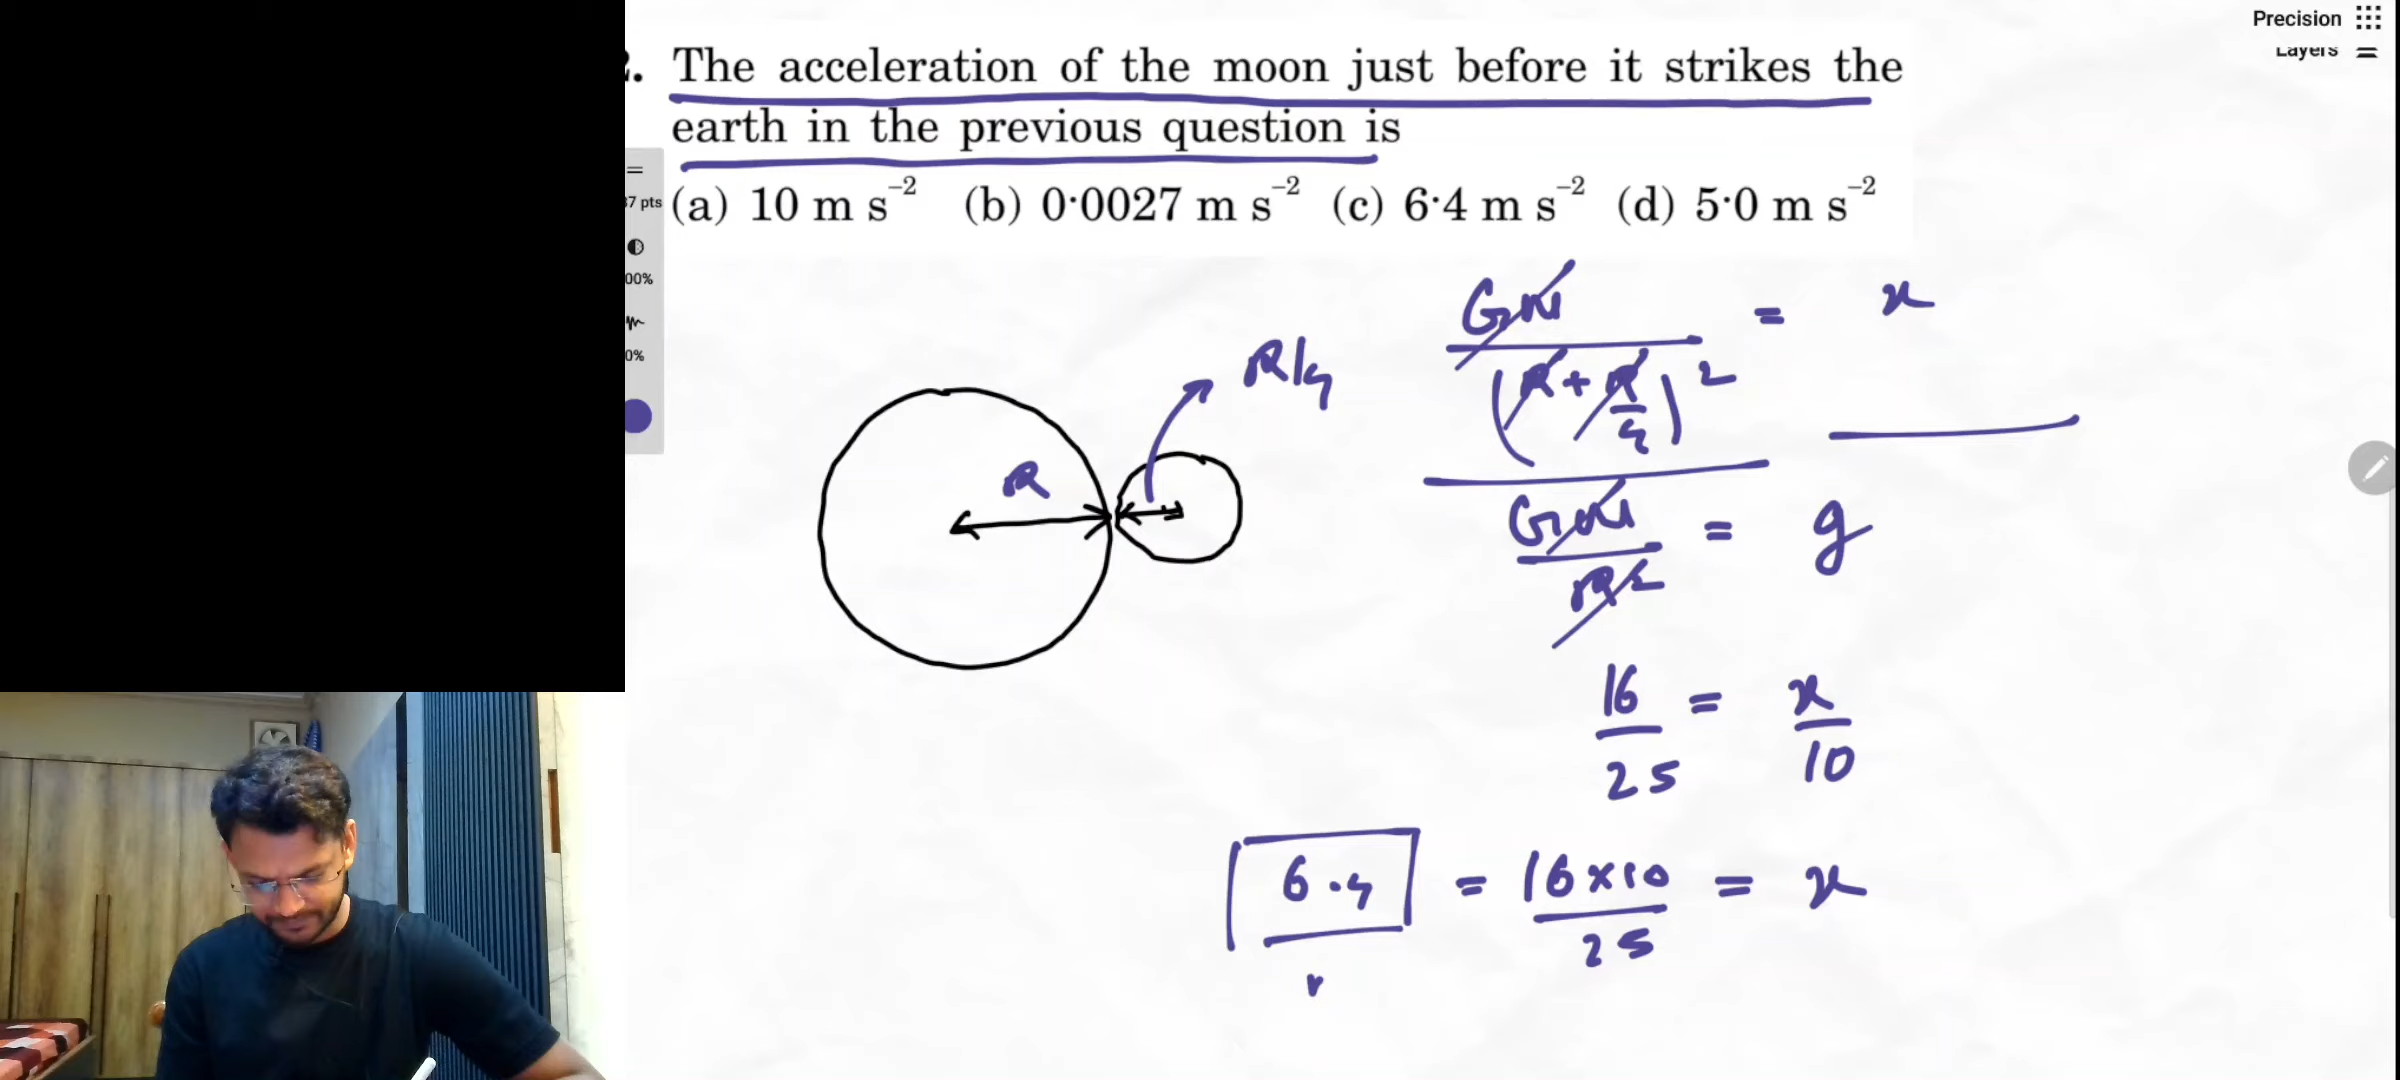 Precision
Layers
2. The acceleration of the moon just before it strikes the
earth in the previous question is
(a) 10 m s⁻² (b) 0·0027 m s⁻² (c) 6·4 m s⁻² (d) 5·0 m s⁻²
7 pts
00%
0%
R
R/4
GM/(R + R/4)² = x
GM/R² = g
16/25 = x/10
6.4 = 16×10/25 = x